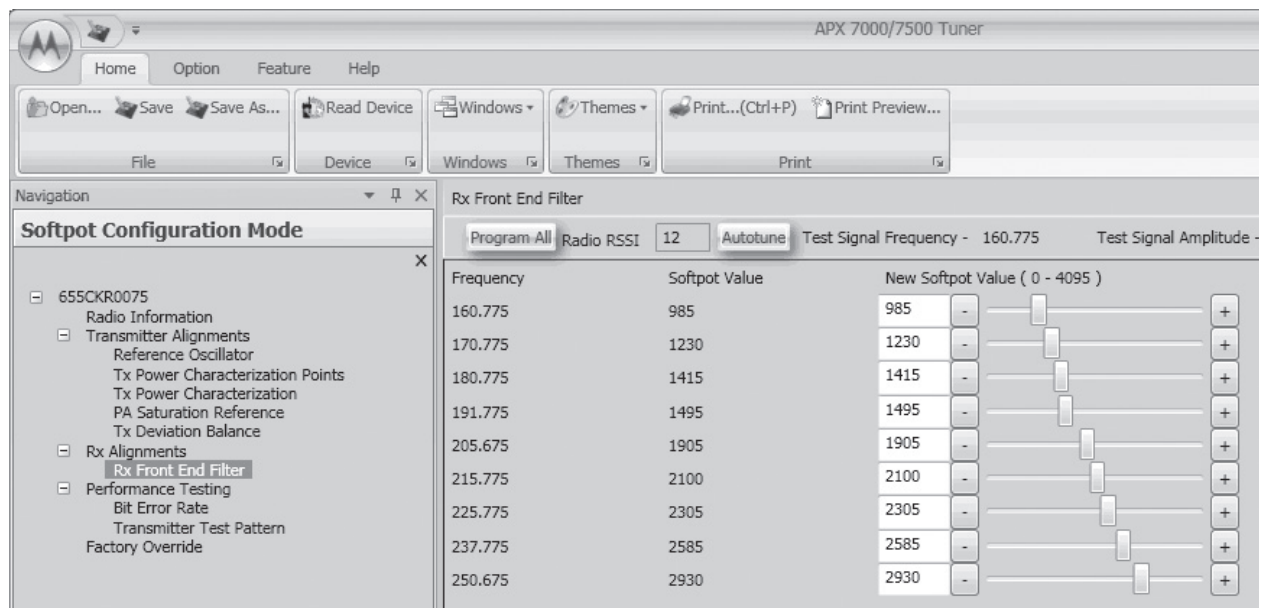 APX 7000/7500 Tuner
Home Option Feature Help
Open... Save Save As... Read Device Windows Themes Print...(Ctrl+P) Print Preview...
File Device Windows Themes Print
Navigation
Softpot Configuration Mode
655CKR0075
Radio Information
Transmitter Alignments
Reference Oscillator
Tx Power Characterization Points
Tx Power Characterization
PA Saturation Reference
Tx Deviation Balance
Rx Alignments
Rx Front End Filter
Performance Testing
Bit Error Rate
Transmitter Test Pattern
Factory Override
Rx Front End Filter
Program All Radio RSSI 12 Autotune Test Signal Frequency - 160.775 Test Signal Amplitude -
Frequency Softpot Value New Softpot Value ( 0 - 4095 )
160.775 985 985 - +
170.775 1230 1230 - +
180.775 1415 1415 - +
191.775 1495 1495 - +
205.675 1905 1905 - +
215.775 2100 2100 - +
225.775 2305 2305 - +
237.775 2585 2585 - +
250.675 2930 2930 - +